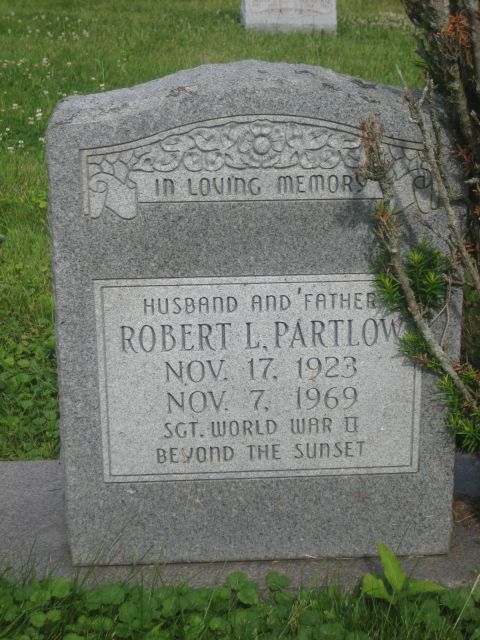 IN LOVING MEMORY
HUSBAND AND FATHER
ROBERT L. PARTLOW
NOV. 17, 1923
NOV. 7, 1969
SGT. WORLD WAR II
BEYOND THE SUNSET